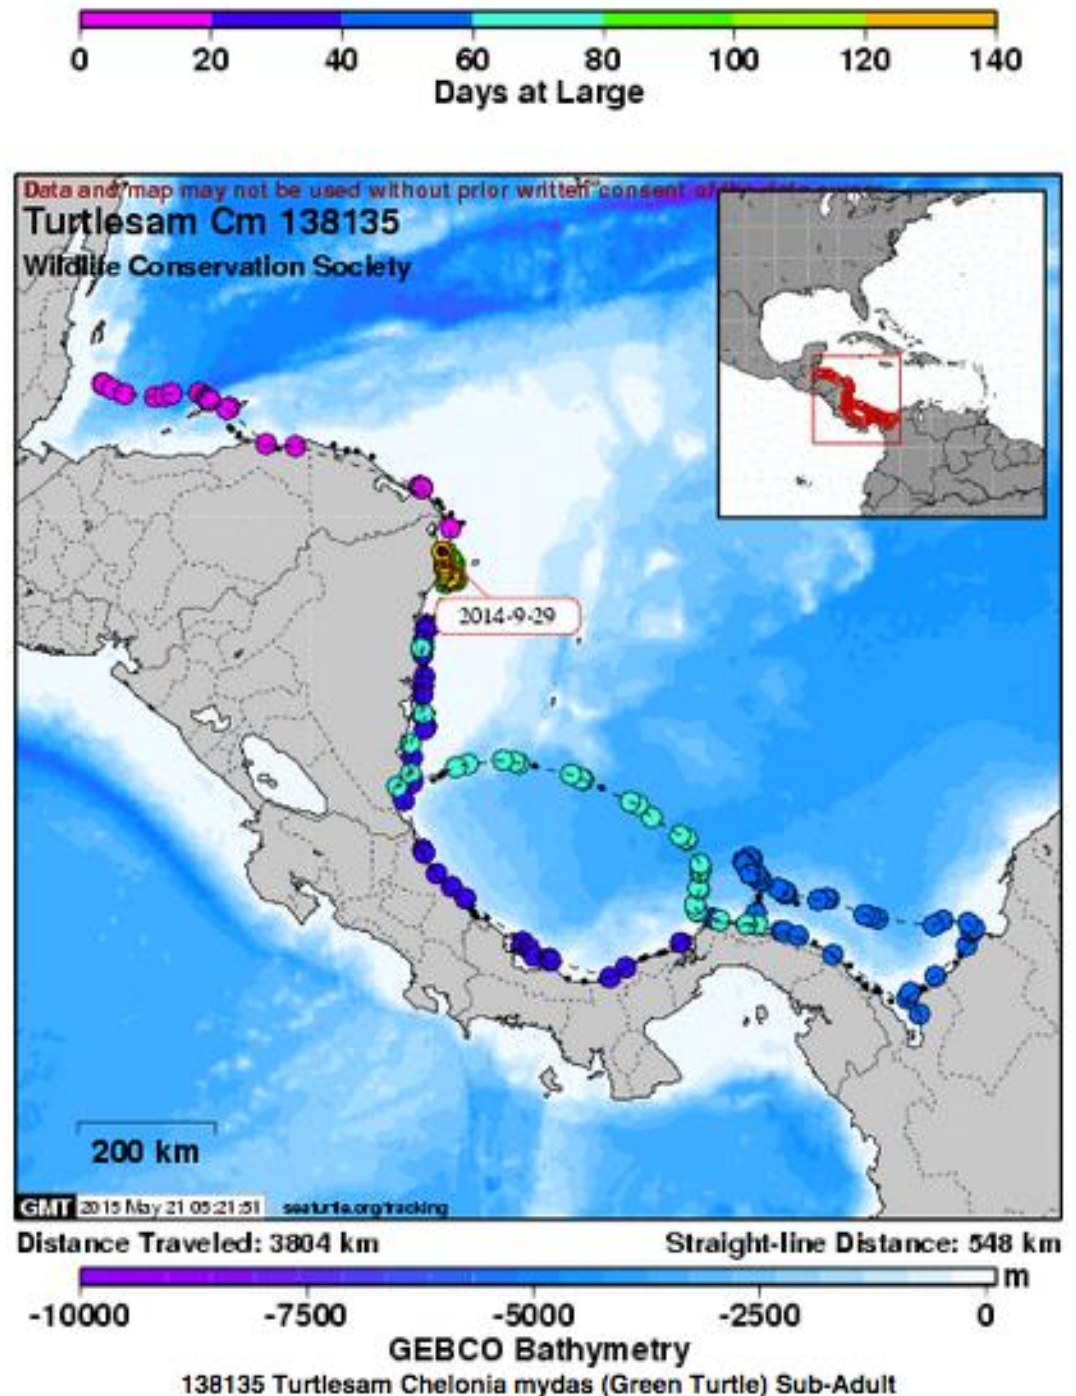 0 20 40 60 80 100 120 140
Days at Large
Data and map may not be used without prior written consent of the data
Turtlesam Cm 138135
Wildlife Conservation Society
2014-9-29
200 km
GMT 2015 May 21 05:21:51 seaturtle.org/tracking
Distance Traveled: 3804 km Straight-line Distance: 548 km
m
-10000 -7500 -5000 -2500 0
GEBCO Bathymetry
138135 Turtlesam Chelonia mydas (Green Turtle) Sub-Adult